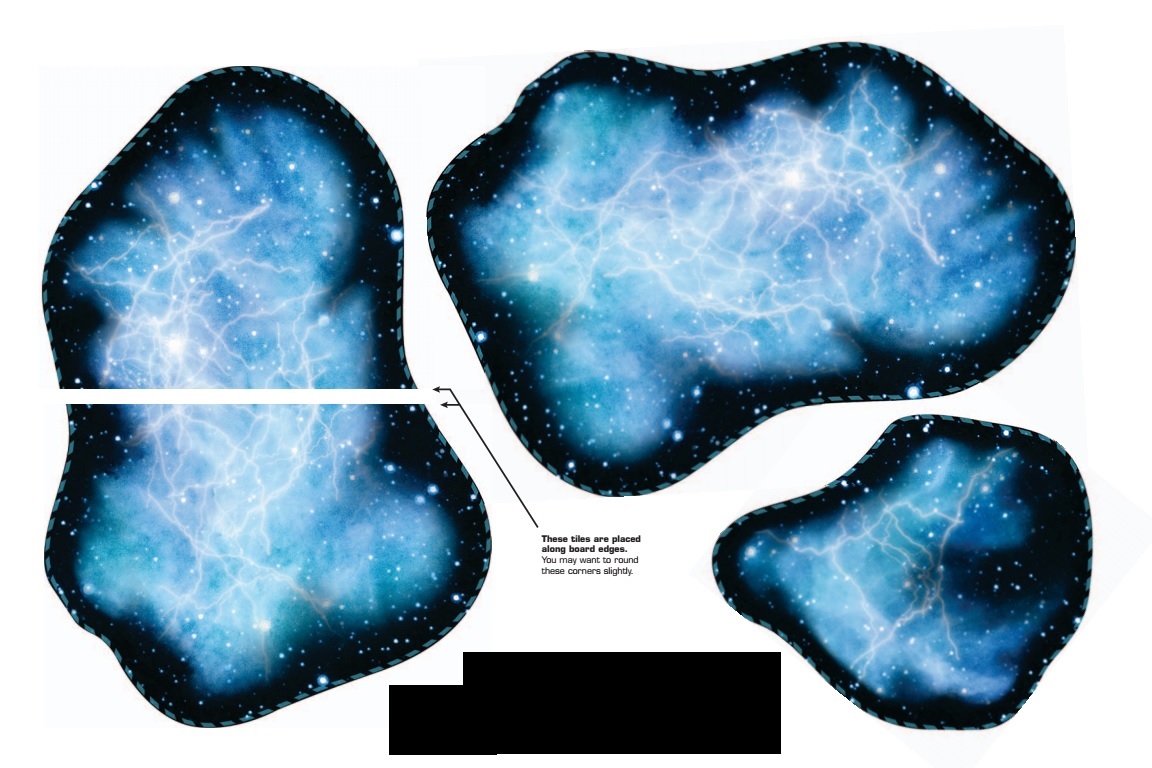 These tiles are placed
along board edges.
You may want to round
these corners slightly.